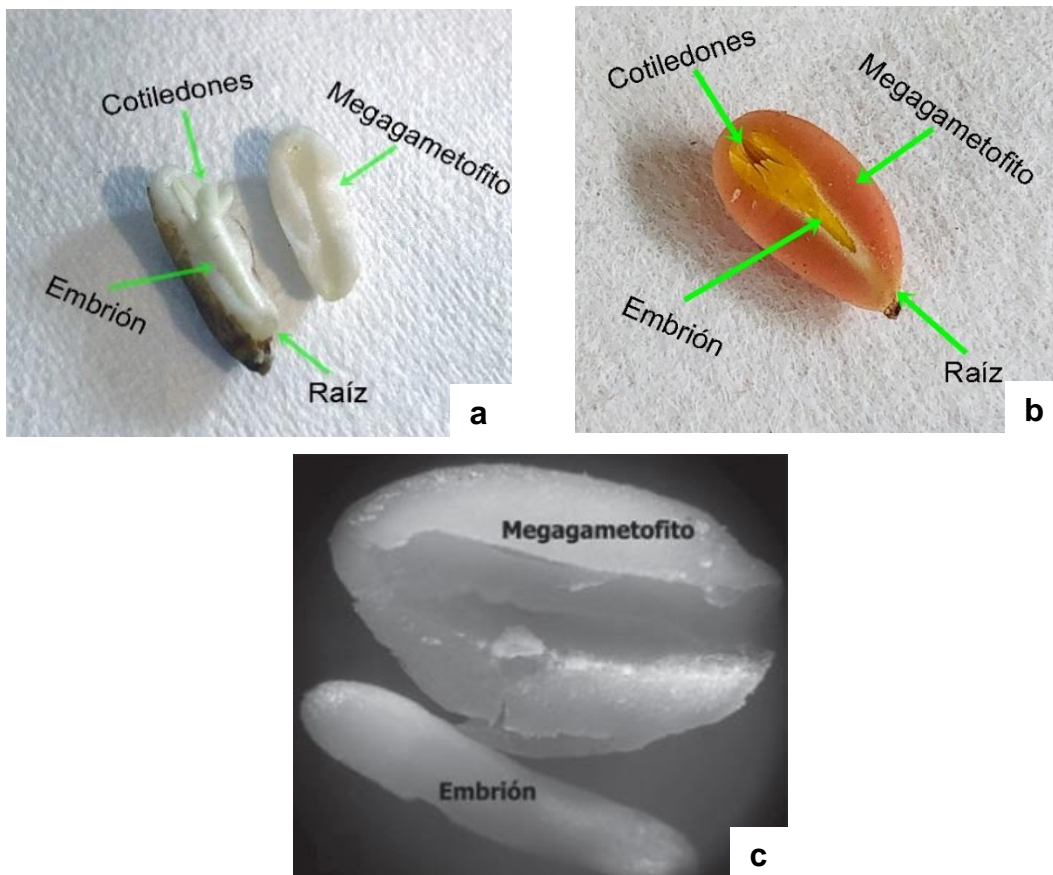 Cotiledones
Megagametofito
Embrión
Raíz
a
Cotiledones
Megagametofito
Embrión
Raíz
b
Megagametofito
Embrión
c